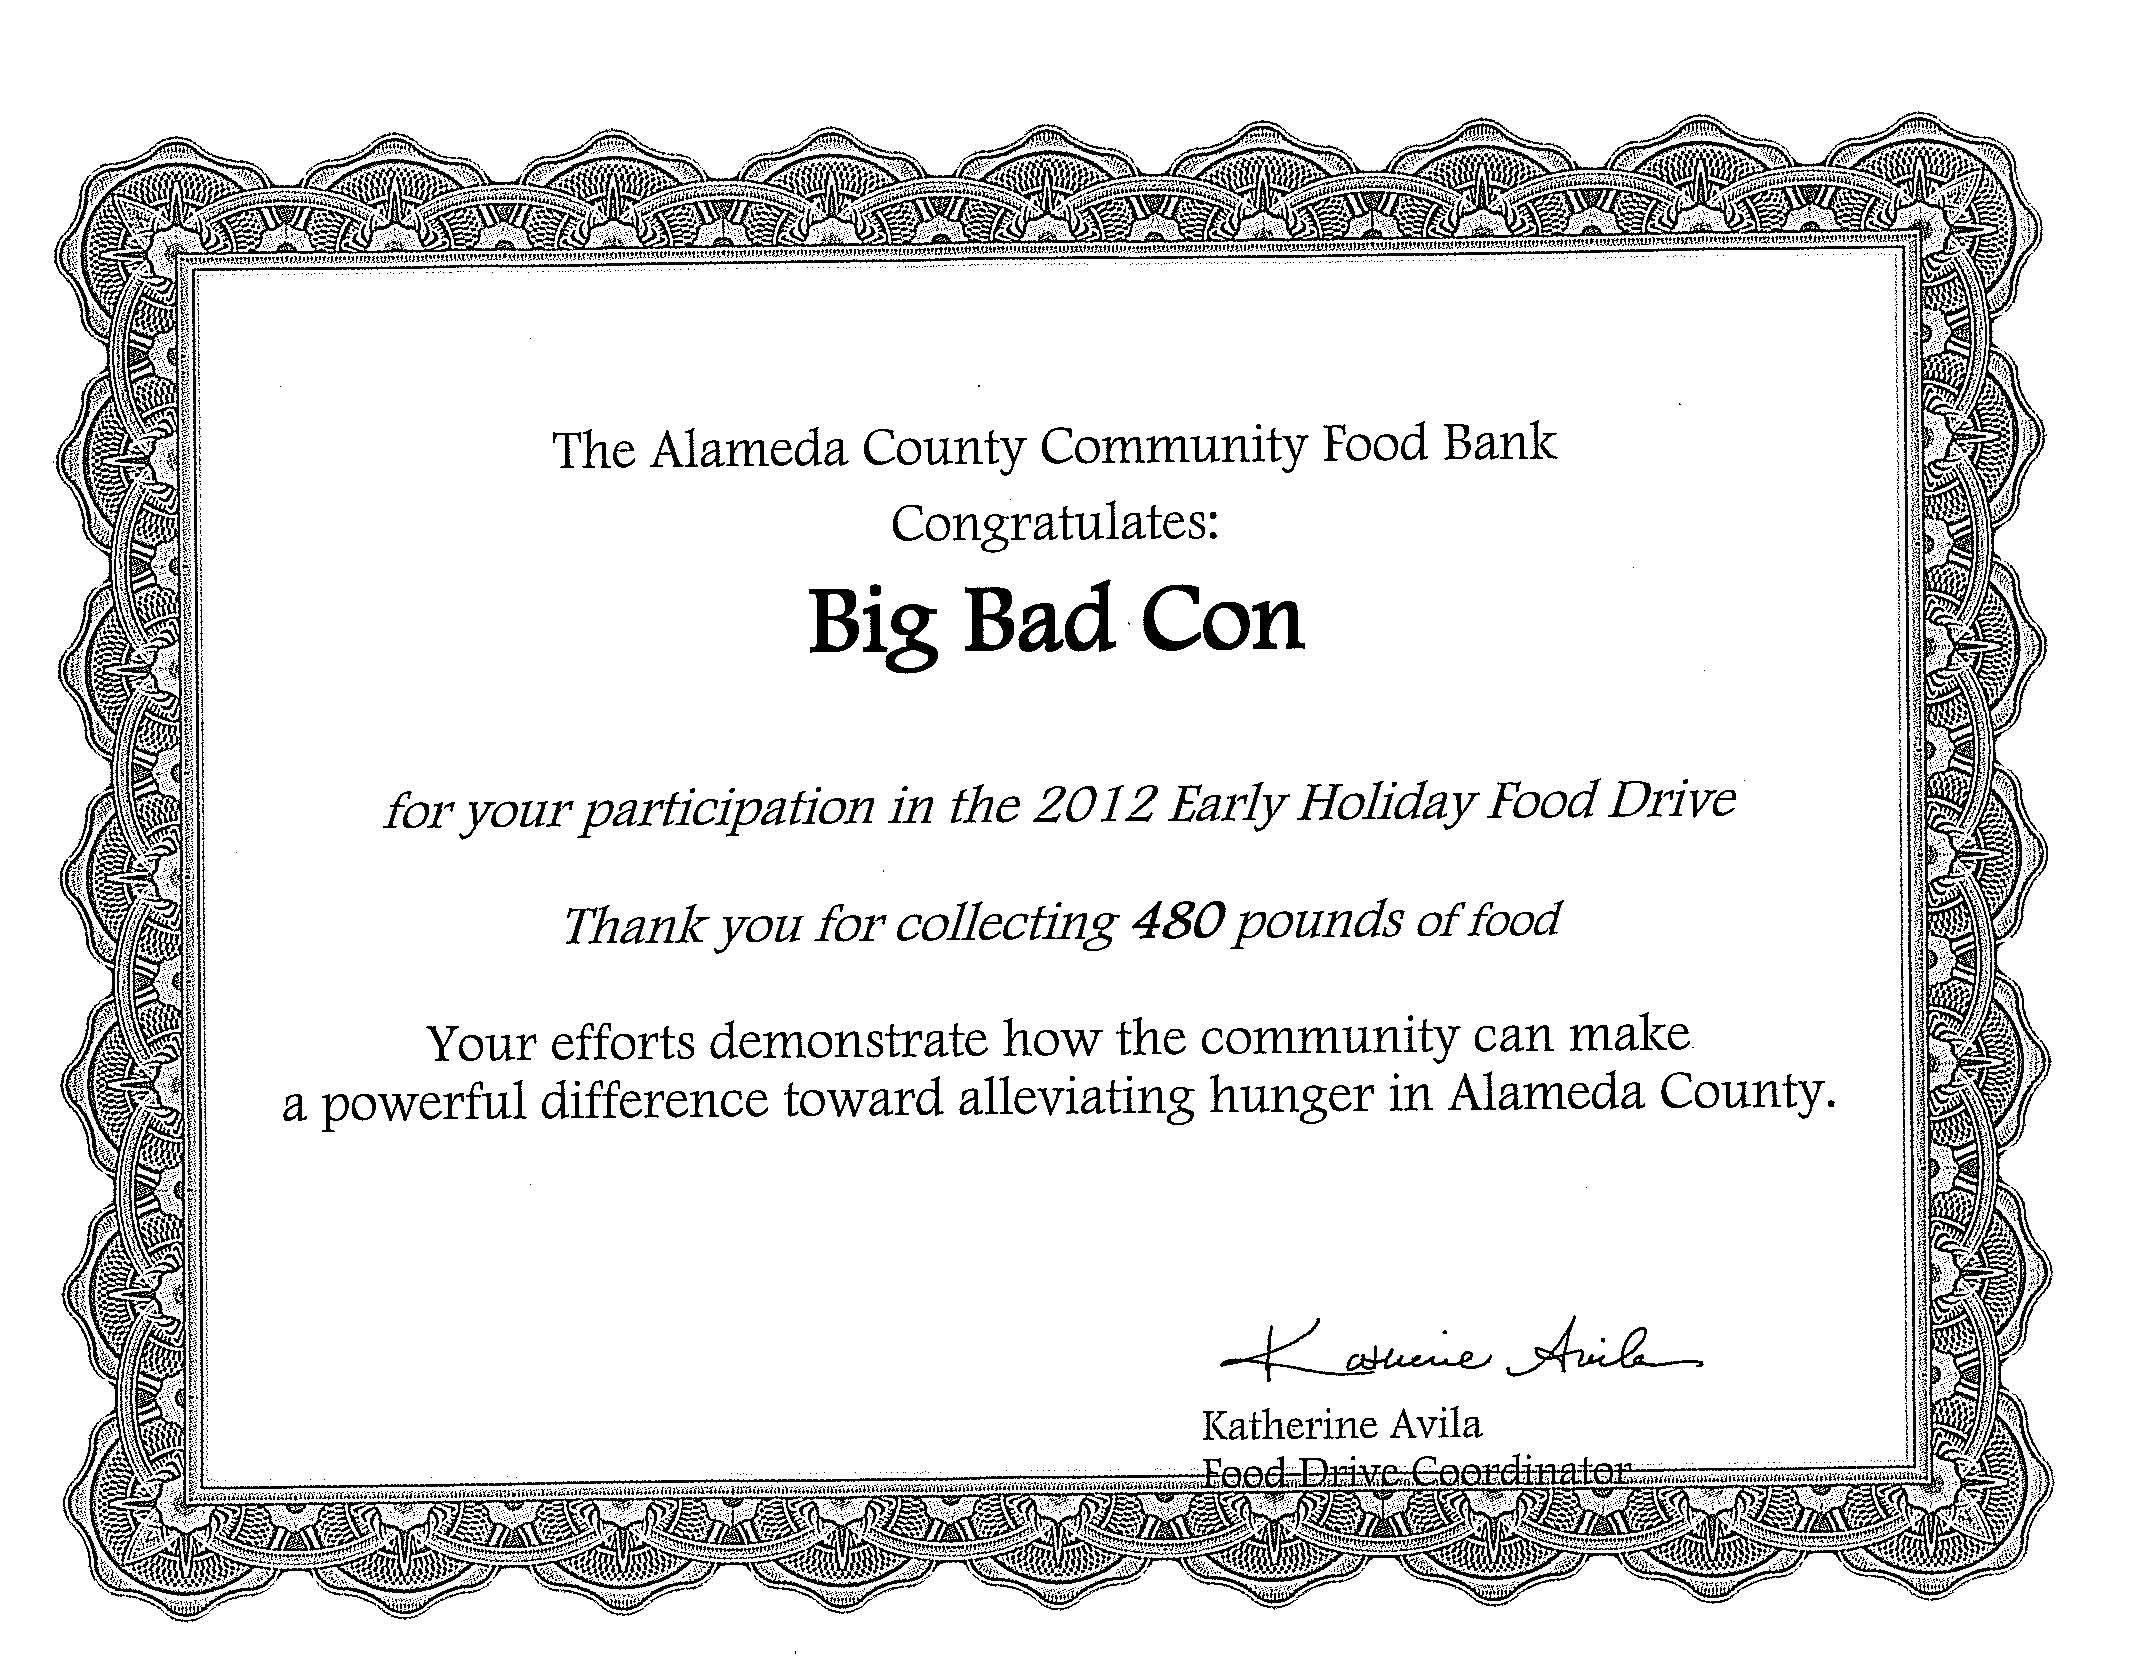 The Alameda County Community Food Bank
Congratulates:
Big Bad Con
for your participation in the 2012 Early Holiday Food Drive
Thank you for collecting 480 pounds of food
Your efforts demonstrate how the community can make
a powerful difference toward alleviating hunger in Alameda County.
Katherine Avila
Katherine Avila
Food Drive Coordinator